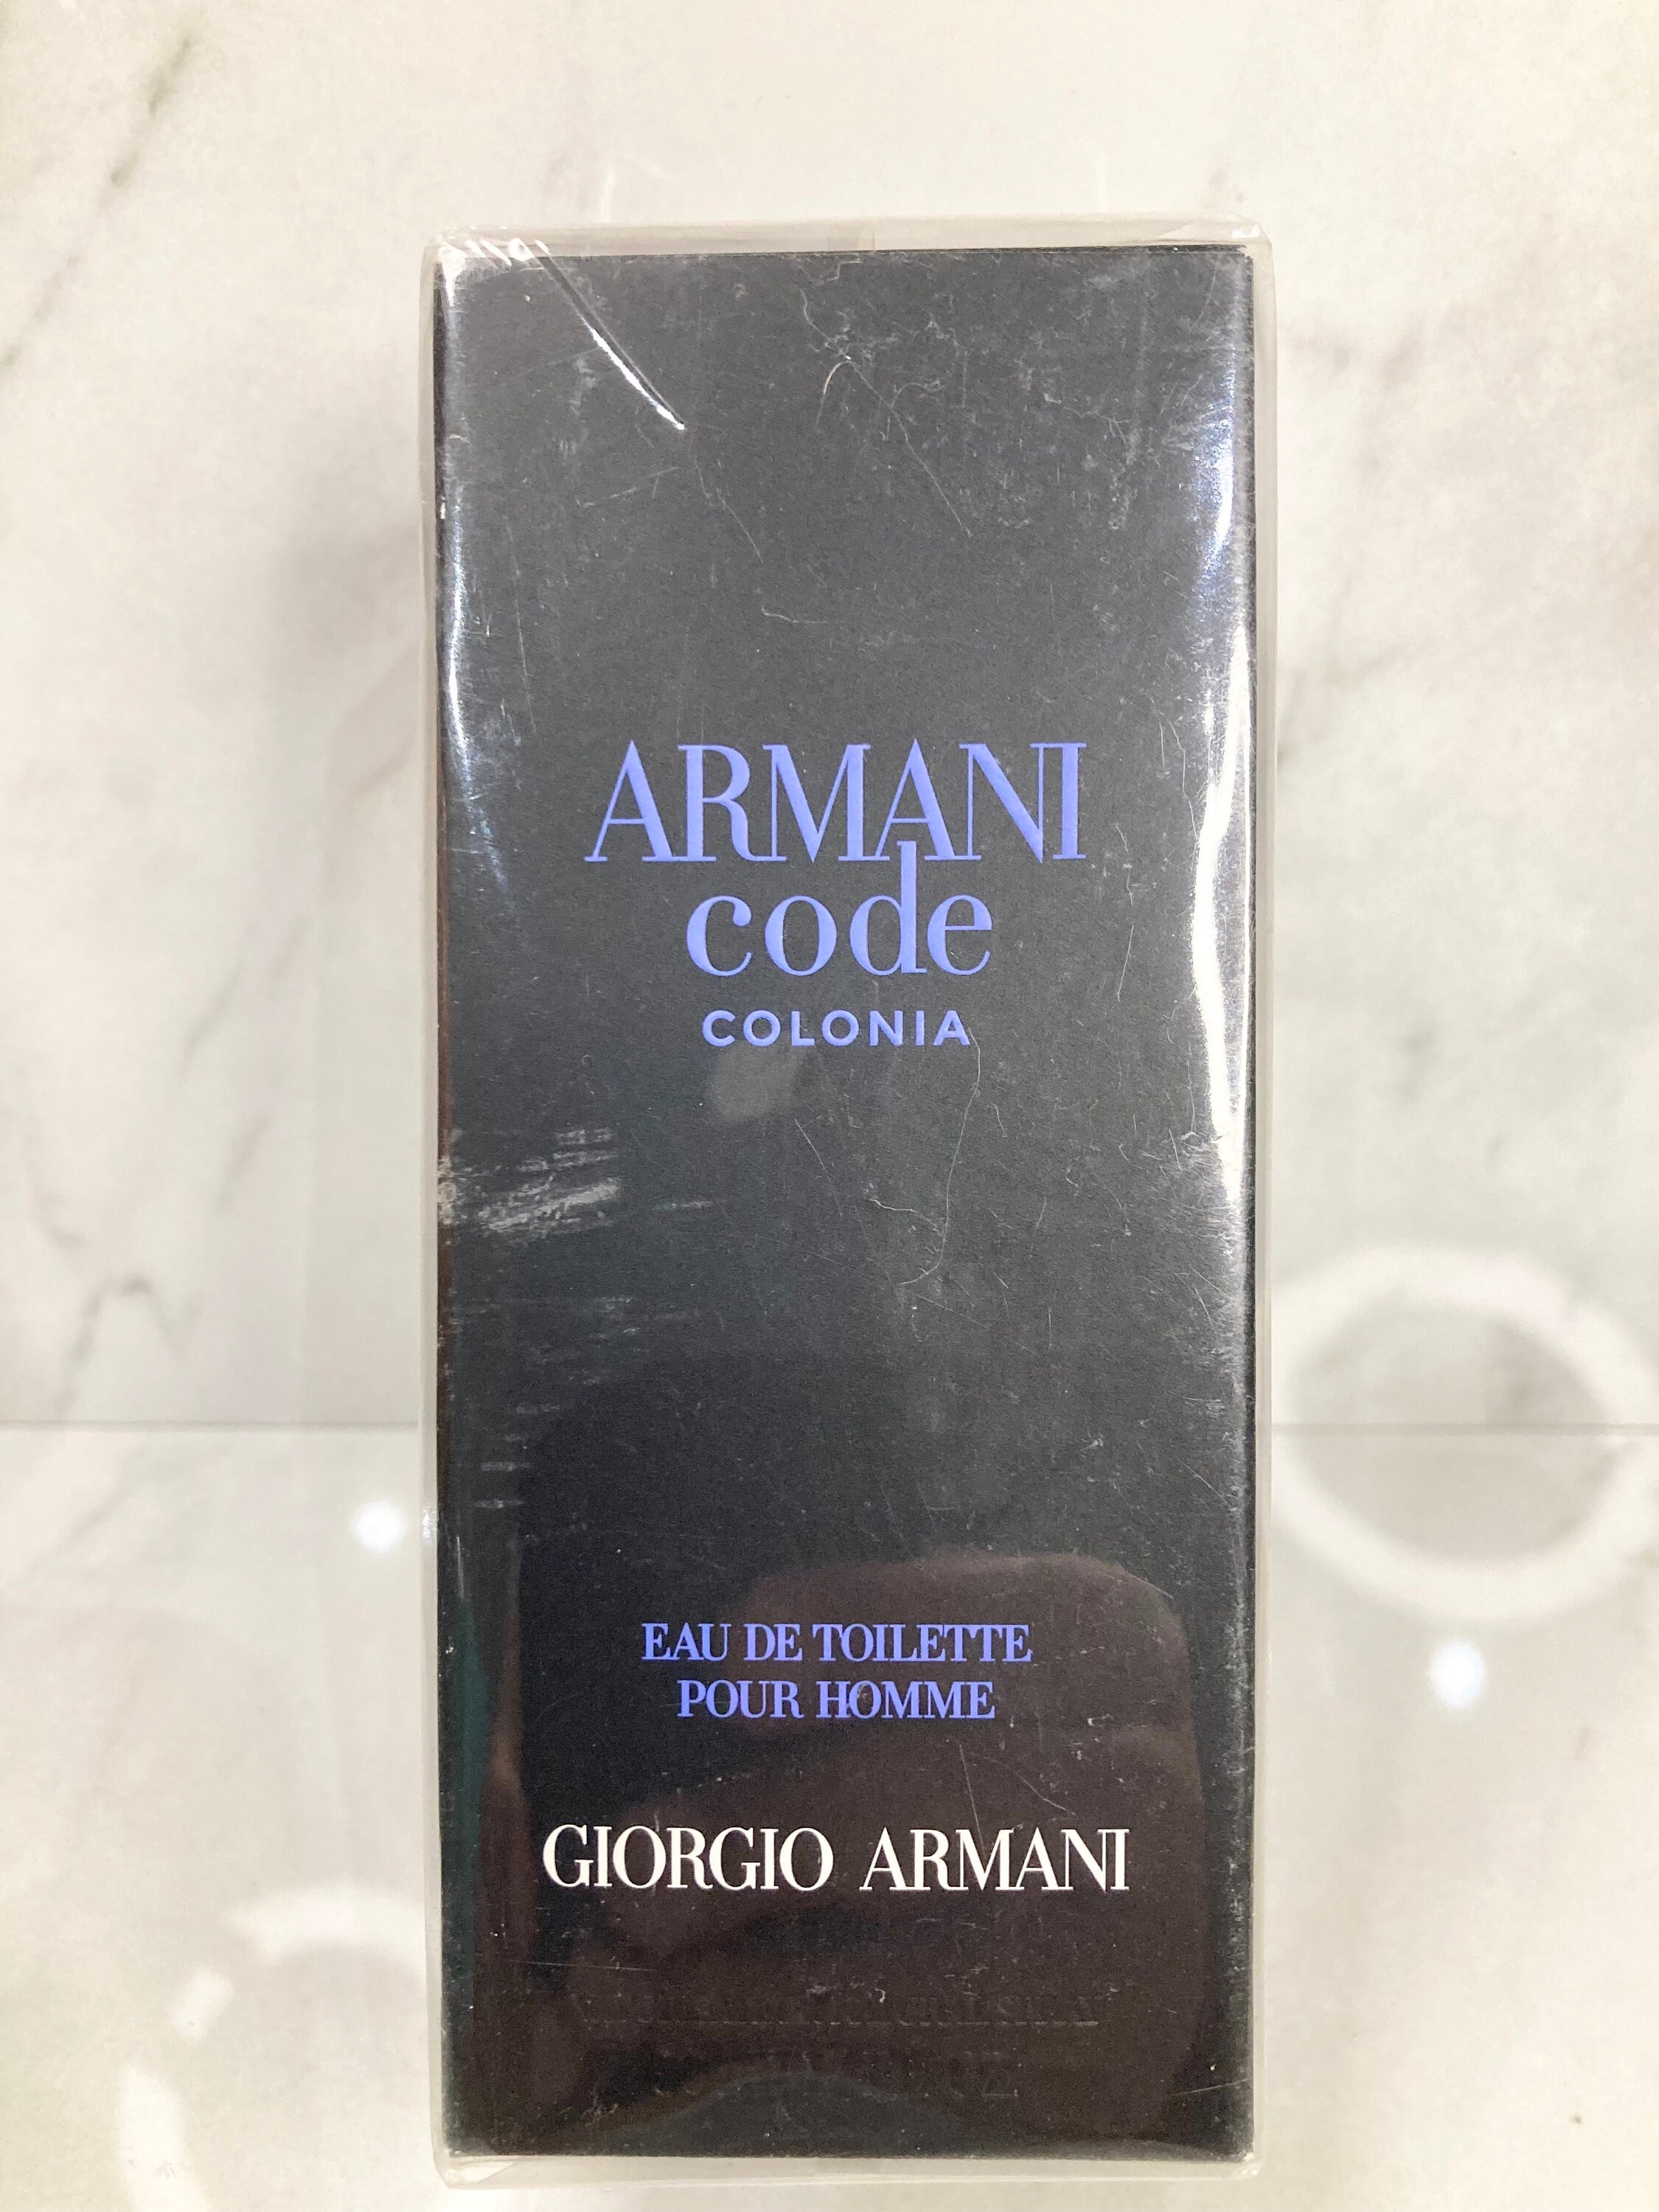 ARMANI
code
COLONIA
EAU DE TOILETTE
POUR HOMME
GIORGIO ARMANI